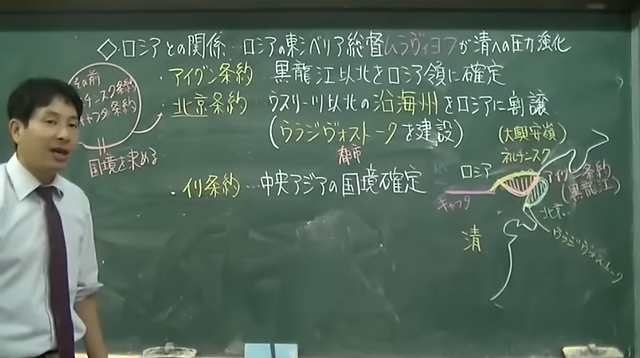 ◇ロシアとの関係…ロシアの東シベリア総督ムラヴィヨフが清への圧力強化
その前
ネルチンスク条約
キャフタ条約
国境を決める
・アイグン条約 黒龍江以北をロシア領に確定
・北京条約 ウスリー江以北の沿海州をロシアに割譲
(ウラジヴォストークを建設)
都市
・イリ条約…中央アジアの国境確定
(大興安嶺)
ネルチンスク
ロシア
アイグン条約
(黒龍江)
キャフタ
北京
清
ウラジヴォストーク